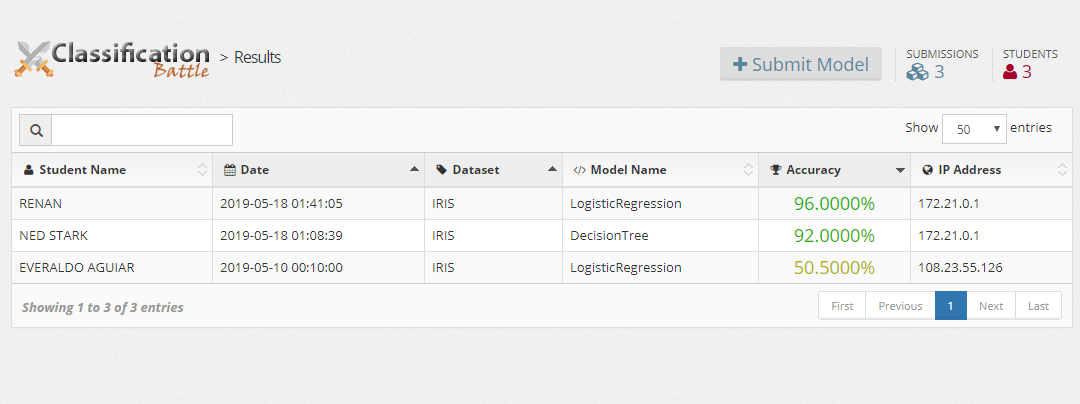 Classification
Battle
> Results
Submit Model
SUBMISSIONS
3
STUDENTS
3
Show 50 entries
Student Name Date Dataset Model Name Accuracy IP Address
RENAN 2019-05-18 01:41:05 IRIS LogisticRegression 96.0000% 172.21.0.1
NED STARK 2019-05-18 01:08:39 IRIS DecisionTree 92.0000% 172.21.0.1
EVERALDO AGUIAR 2019-05-10 00:10:00 IRIS LogisticRegression 50.5000% 108.23.55.126
Showing 1 to 3 of 3 entries
First Previous 1 Next Last